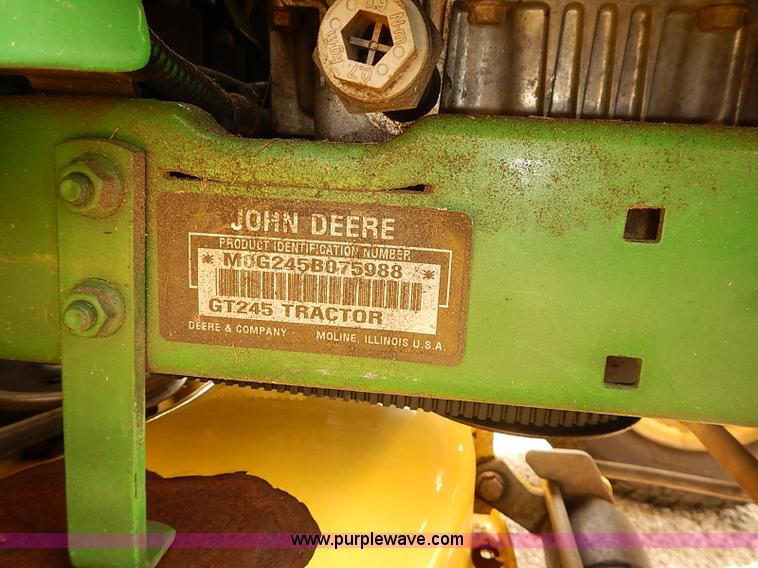 JOHN DEERE
PRODUCT IDENTIFICATION NUMBER
* M0G245B075988 *
GT245 TRACTOR
DEERE & COMPANY MOLINE, ILLINOIS U.S.A.
www.purplewave.com